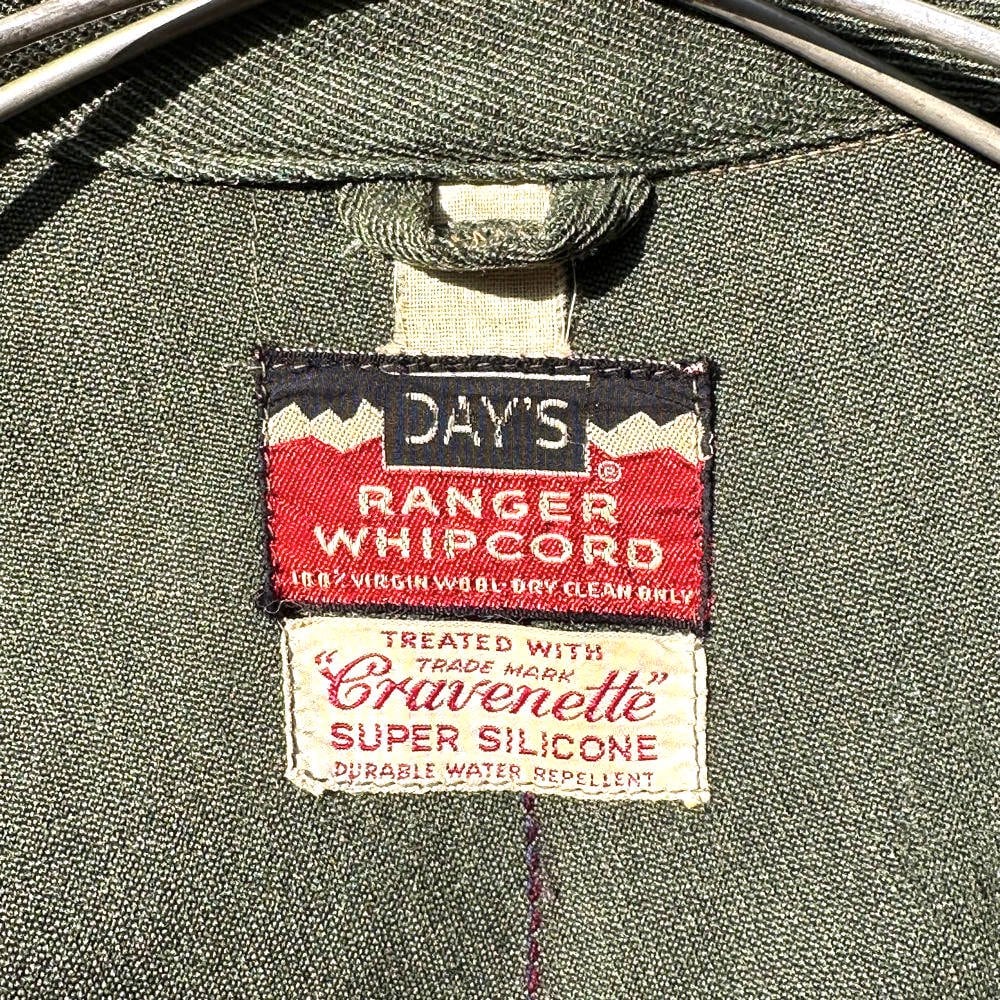 DAY'S
®
RANGER
WHIPCORD
100% VIRGIN WOOL-DRY CLEAN ONLY
TREATED WITH
TRADE MARK
"Cravenette"
SUPER SILICONE
DURABLE WATER REPELLENT